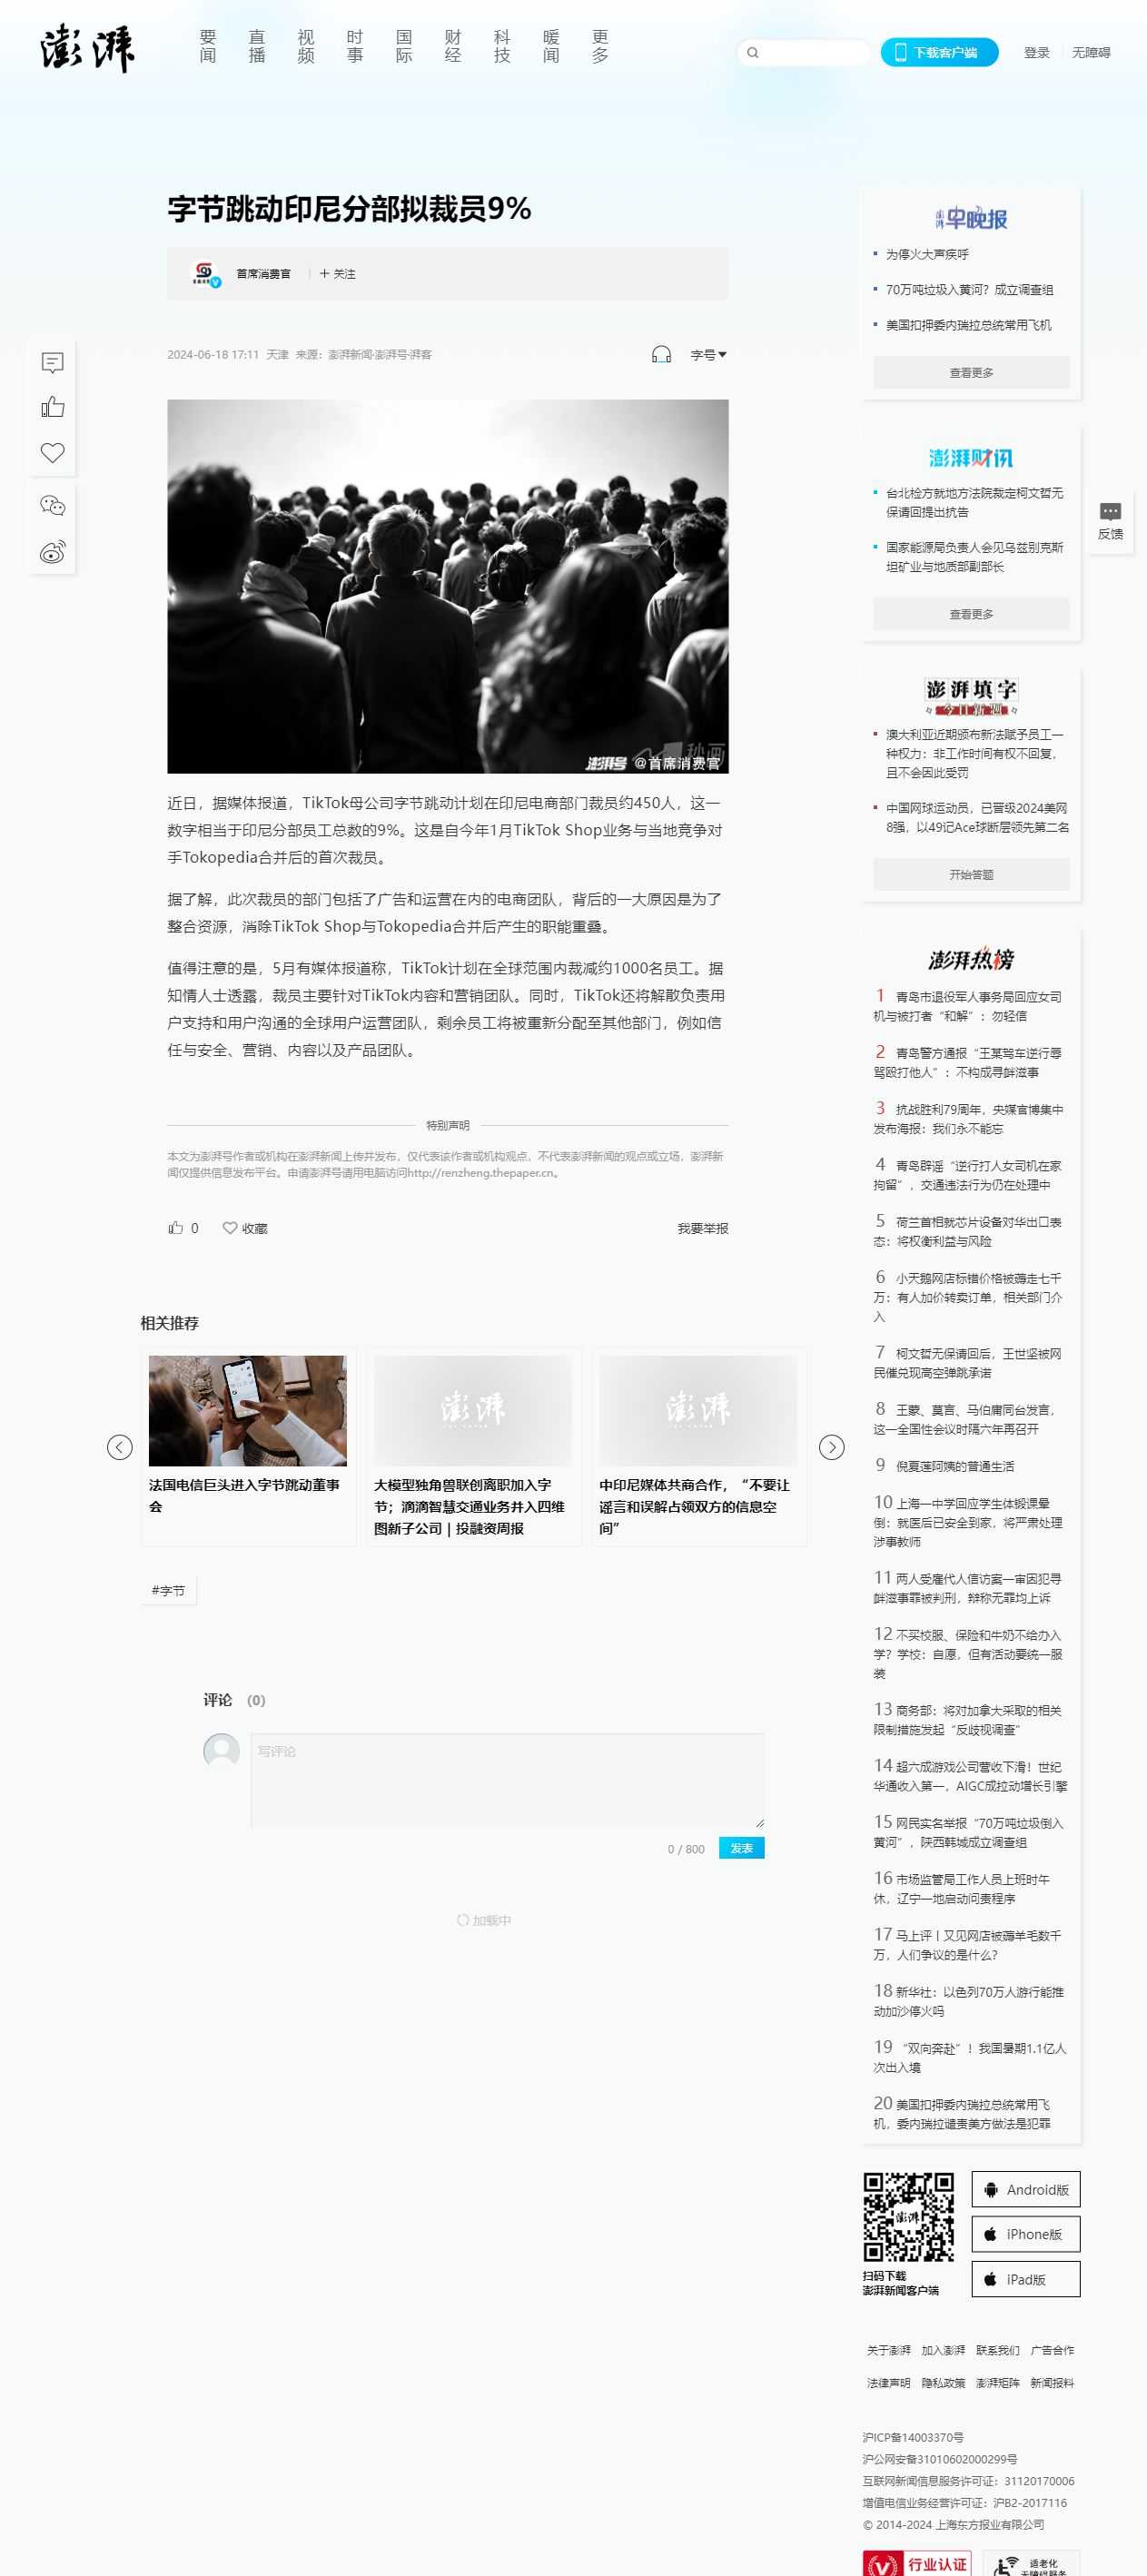 澎湃
要闻
直播
视频
时事
国际
财经
科技
暖闻
更多
下载客户端
登录
无障碍
字节跳动印尼分部拟裁员9%
首席消费官
关注
2024-06-18 17:11 天津 来源：澎湃新闻·澎湃号·湃客
字号
澎湃号 @首席消费官
近日，据媒体报道，TikTok母公司字节跳动计划在印尼电商部门裁员约450人，这一
数字相当于印尼分部员工总数的9%。这是自今年1月TikTok Shop业务与当地竞争对
手Tokopedia合并后的首次裁员。
据了解，此次裁员的部门包括了广告和运营在内的电商团队，背后的一大原因是为了
整合资源，消除TikTok Shop与Tokopedia合并后产生的职能重叠。
值得注意的是，5月有媒体报道称，TikTok计划在全球范围内裁减约1000名员工。据
知情人士透露，裁员主要针对TikTok内容和营销团队。同时，TikTok还将解散负责用
户支持和用户沟通的全球用户运营团队，剩余员工将被重新分配至其他部门，例如信
任与安全、营销、内容以及产品团队。
特别声明
本文为澎湃号作者或机构在澎湃新闻上传并发布，仅代表该作者或机构观点，不代表澎湃新闻的观点或立场，澎湃新
闻仅提供信息发布平台。申请澎湃号请用电脑访问http://renzheng.thepaper.cn。
0
收藏
我要举报
相关推荐
法国电信巨头进入字节跳动董事
会
澎湃
大模型独角兽联创离职加入字
节；滴滴智慧交通业务并入四维
图新子公司｜投融资周报
澎湃
中印尼媒体共商合作，“不要让
谣言和误解占领双方的信息空
间”
#字节
评论 (0)
写评论
0 / 800
发表
加载中
澎湃早晚报
为停火大声疾呼
70万吨垃圾入黄河？成立调查组
美国扣押委内瑞拉总统常用飞机
查看更多
澎湃财讯
台北检方就地方法院裁定柯文哲无
保请回提出抗告
国家能源局负责人会见乌兹别克斯
坦矿业与地质部副部长
查看更多
反馈
澎湃填字
今日新测
澳大利亚近期颁布新法赋予员工一
种权力：非工作时间有权不回复，
且不会因此受罚
中国网球运动员，已晋级2024美网
8强，以49记Ace球断层领先第二名
开始答题
澎湃热榜
1 青岛市退役军人事务局回应女司
机与被打者“和解”：勿轻信
2 青岛警方通报“王某驾车逆行辱
骂殴打他人”：不构成寻衅滋事
3 抗战胜利79周年，央媒官博集中
发布海报：我们永不能忘
4 青岛辟谣“逆行打人女司机在家
拘留”，交通违法行为仍在处理中
5 荷兰首相就芯片设备对华出口表
态：将权衡利益与风险
6 小天鹅网店标错价格被薅走七千
万：有人加价转卖订单，相关部门介
入
7 柯文哲无保请回后，王世坚被网
民催兑现高空弹跳承诺
8 王蒙、莫言、马伯庸同台发言，
这一全国性会议时隔六年再召开
9 倪夏莲阿姨的普通生活
10 上海一中学回应学生体锻课晕
倒：就医后已安全到家，将严肃处理
涉事教师
11 两人受雇代人信访案一审因犯寻
衅滋事罪被判刑，辩称无罪均上诉
12 不买校服、保险和牛奶不给办入
学？学校：自愿，但有活动要统一服
装
13 商务部：将对加拿大采取的相关
限制措施发起“反歧视调查”
14 超六成游戏公司营收下滑！世纪
华通收入第一，AIGC成拉动增长引擎
15 网民实名举报“70万吨垃圾倒入
黄河”，陕西韩城成立调查组
16 市场监管局工作人员上班时午
休，辽宁一地启动问责程序
17 马上评丨又见网店被薅羊毛数千
万，人们争议的是什么？
18 新华社：以色列70万人游行能推
动加沙停火吗
19 “双向奔赴”！我国暑期1.1亿人
次出入境
20 美国扣押委内瑞拉总统常用飞
机，委内瑞拉谴责美方做法是犯罪
澎湃
扫码下载
澎湃新闻客户端
Android版
iPhone版
iPad版
关于澎湃 加入澎湃 联系我们 广告合作
法律声明 隐私政策 澎湃矩阵 新闻报料
沪ICP备14003370号
沪公网安备31010602000299号
互联网新闻信息服务许可证：31120170006
增值电信业务经营许可证：沪B2-2017116
© 2014-2024 上海东方报业有限公司
行业认证
适老化